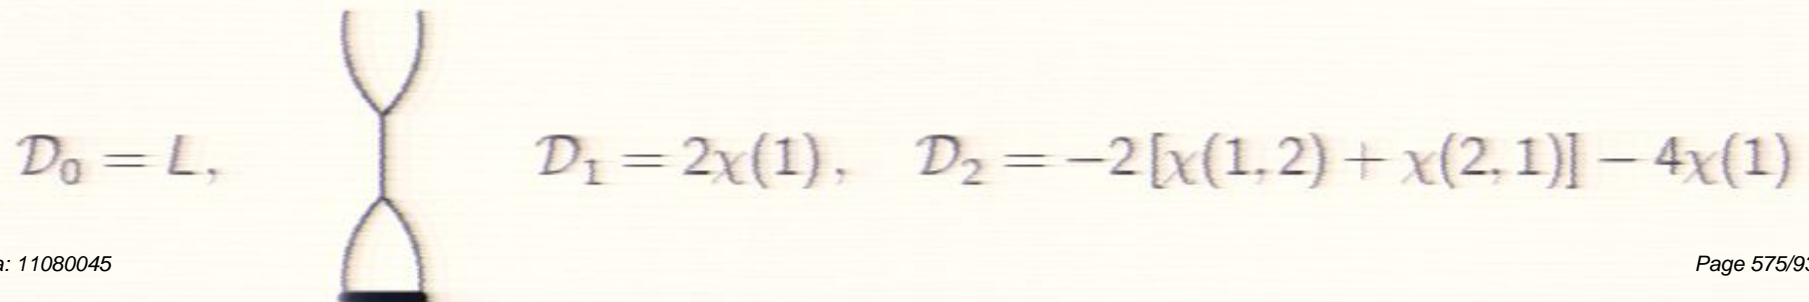 𝒟₀ = L, 𝒟₁ = 2χ(1), 𝒟₂ = −2[χ(1,2) + χ(2,1)] − 4χ(1)
a: 11080045 Page 575/93